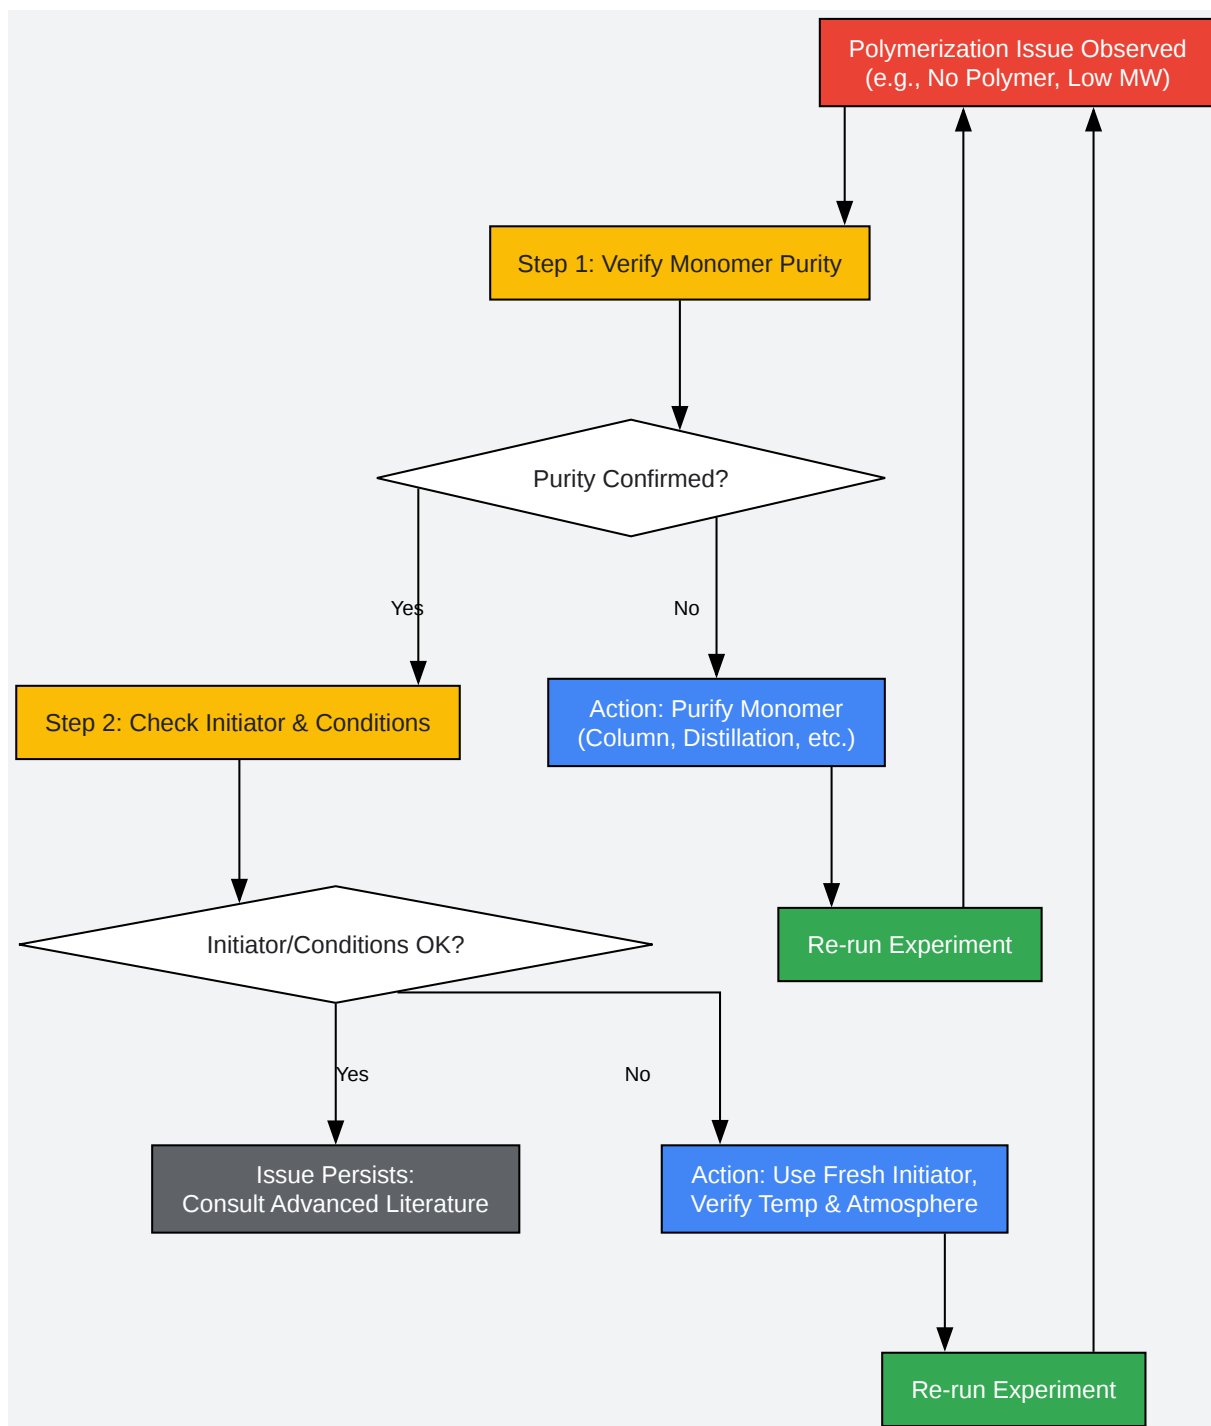 Polymerization Issue Observed
(e.g., No Polymer, Low MW)
Step 1: Verify Monomer Purity
Purity Confirmed?
Yes
No
Step 2: Check Initiator & Conditions
Action: Purify Monomer
(Column, Distillation, etc.)
Initiator/Conditions OK?
Re-run Experiment
Yes
No
Issue Persists:
Consult Advanced Literature
Action: Use Fresh Initiator,
Verify Temp & Atmosphere
Re-run Experiment